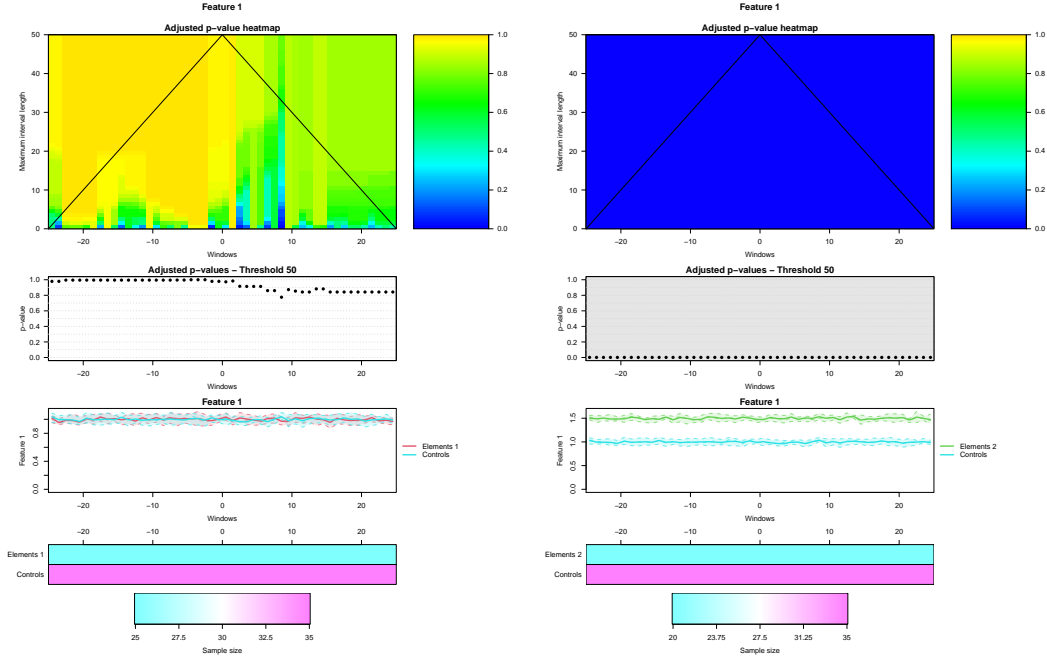 Feature 1
Adjusted p−value heatmap
Maximum interval length
50
40
30
20
10
0
−20 −10 0 10 20
Windows
1.0
0.8
0.6
0.4
0.2
0.0
Adjusted p−values − Threshold 50
p−value
1.0
0.8
0.6
0.4
0.2
0.0
−20 −10 0 10 20
Windows
Feature 1
Feature 1
0.8
0.4
0.0
−20 −10 0 10 20
Windows
Elements 1
Controls
−20 −10 0 10 20
Elements 1
Controls
25 27.5 30 32.5 35
Sample size
Feature 1
Adjusted p−value heatmap
Maximum interval length
50
40
30
20
10
0
−20 −10 0 10 20
Windows
1.0
0.8
0.6
0.4
0.2
0.0
Adjusted p−values − Threshold 50
p−value
1.0
0.8
0.6
0.4
0.2
0.0
−20 −10 0 10 20
Windows
Feature 1
Feature 1
1.5
1.0
0.5
0.0
−20 −10 0 10 20
Windows
Elements 2
Controls
−20 −10 0 10 20
Elements 2
Controls
20 23.75 27.5 31.25 35
Sample size